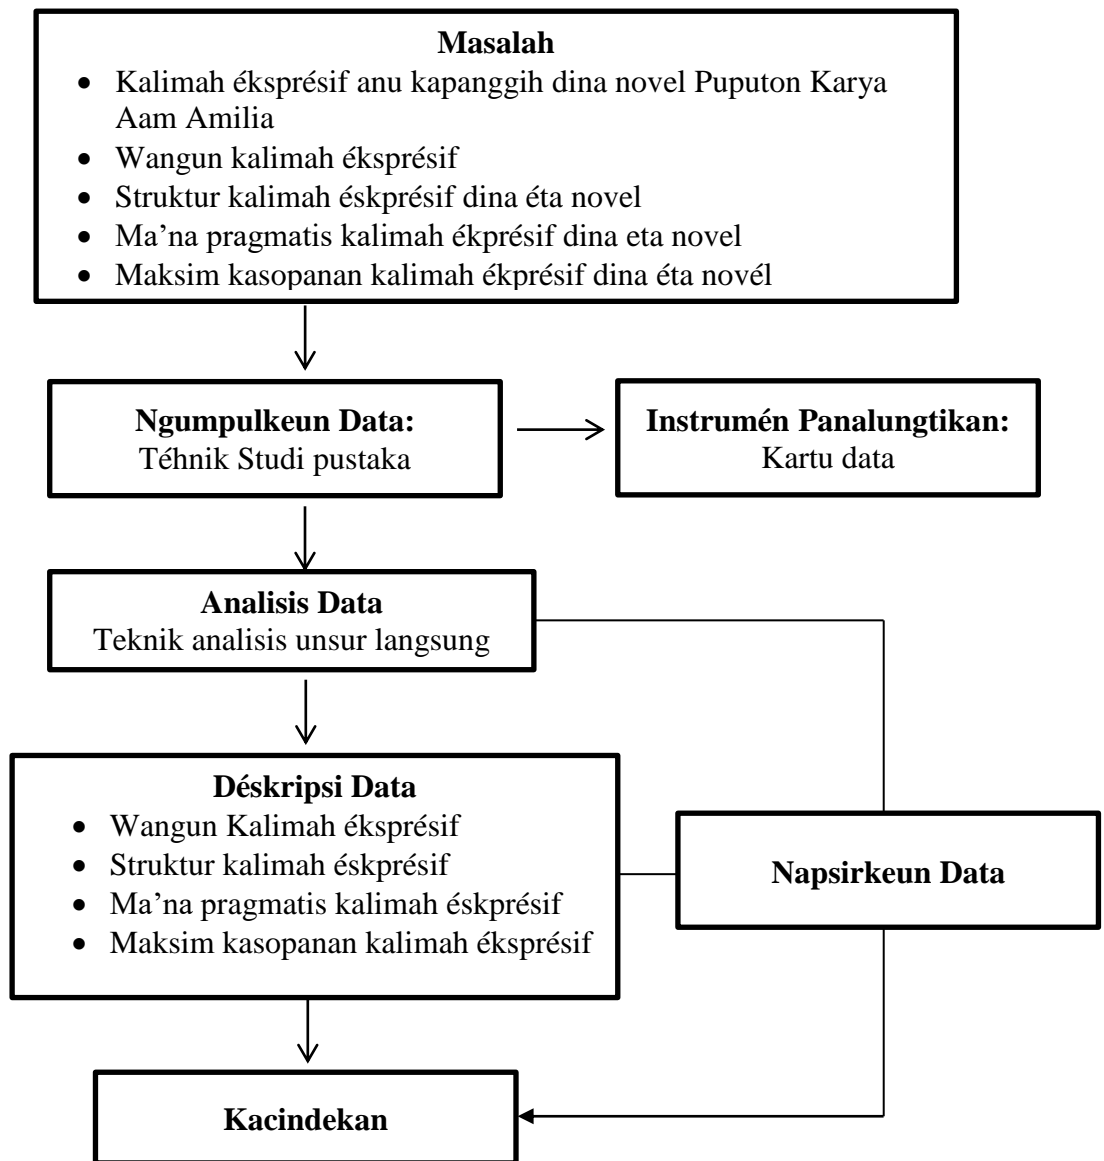 Masalah
• Kalimah éksprésif anu kapanggih dina novel Puputon Karya
Aam Amilia
• Wangun kalimah éksprésif
• Struktur kalimah éskprésif dina éta novel
• Ma’na pragmatis kalimah ékprésif dina eta novel
• Maksim kasopanan kalimah ékprésif dina éta novél
Ngumpulkeun Data:
Téhnik Studi pustaka
Instrumén Panalungtikan:
Kartu data
Analisis Data
Teknik analisis unsur langsung
Déskripsi Data
• Wangun Kalimah éksprésif
• Struktur kalimah éskprésif
• Ma’na pragmatis kalimah éskprésif
• Maksim kasopanan kalimah éksprésif
Napsirkeun Data
Kacindekan